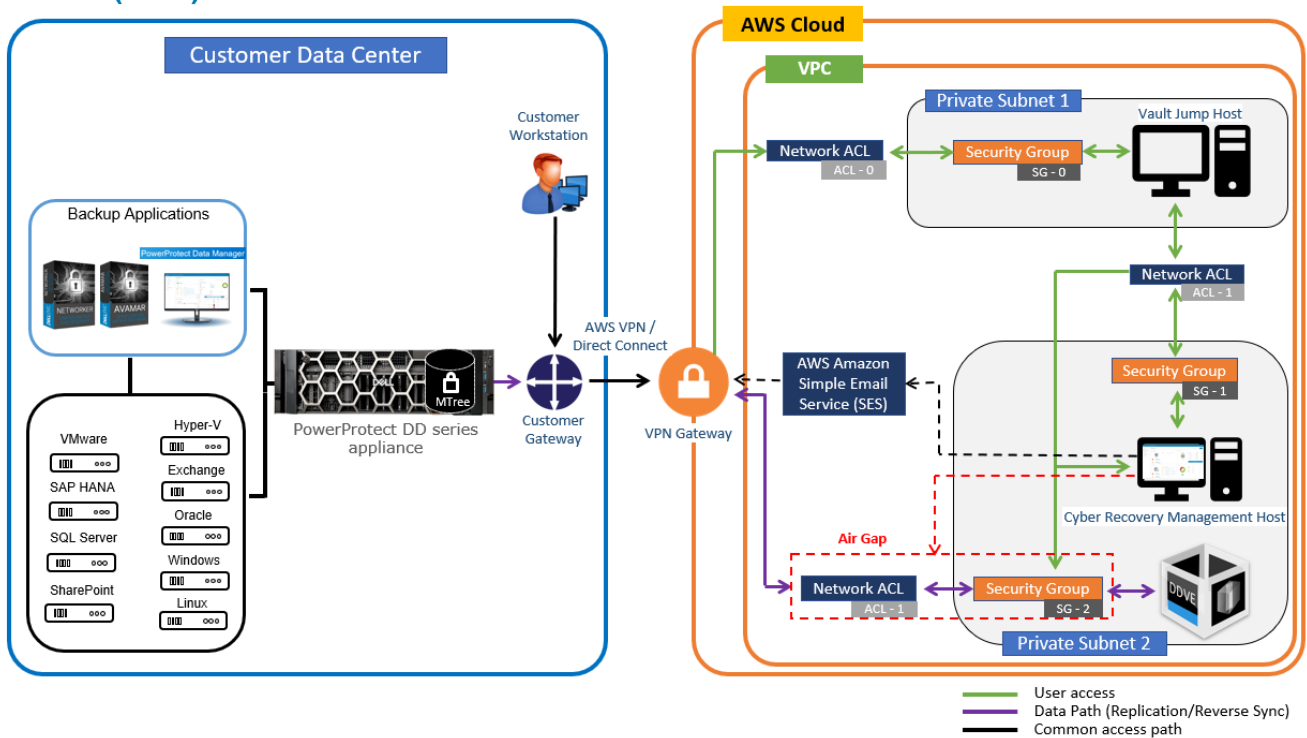 Customer Data Center
Customer
Workstation
Backup Applications
PowerProtect Data Manager
NETWORKER
AVAMAR
VMware
SAP HANA
SQL Server
SharePoint
Hyper-V
Exchange
Oracle
Windows
Linux
DELL
MTree
PowerProtect DD series
appliance
Customer
Gateway
AWS VPN /
Direct Connect
VPN Gateway
AWS Cloud
VPC
Private Subnet 1
Vault Jump Host
Network ACL
ACL - 0
Security Group
SG - 0
Network ACL
ACL - 1
AWS Amazon
Simple Email
Service (SES)
Security Group
SG - 1
Cyber Recovery Management Host
Air Gap
Network ACL
ACL - 1
Security Group
SG - 2
DDVE
Private Subnet 2
User access
Data Path (Replication/Reverse Sync)
Common access path